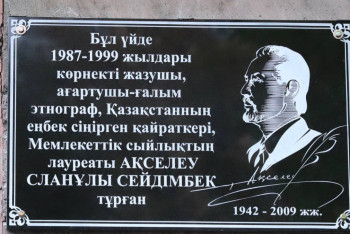 Бұл үйде
1987-1999 жылдары
көрнекті жазушы,
ағартушы-ғалым
этнограф, Қазақстанның
еңбек сіңірген қайраткері,
Мемлекеттік сыйлықтың
лауреаты АҚСЕЛЕУ
СЛАНҰЛЫ СЕЙДІМБЕК
тұрған
Ақселеу
1942 - 2009 жж.